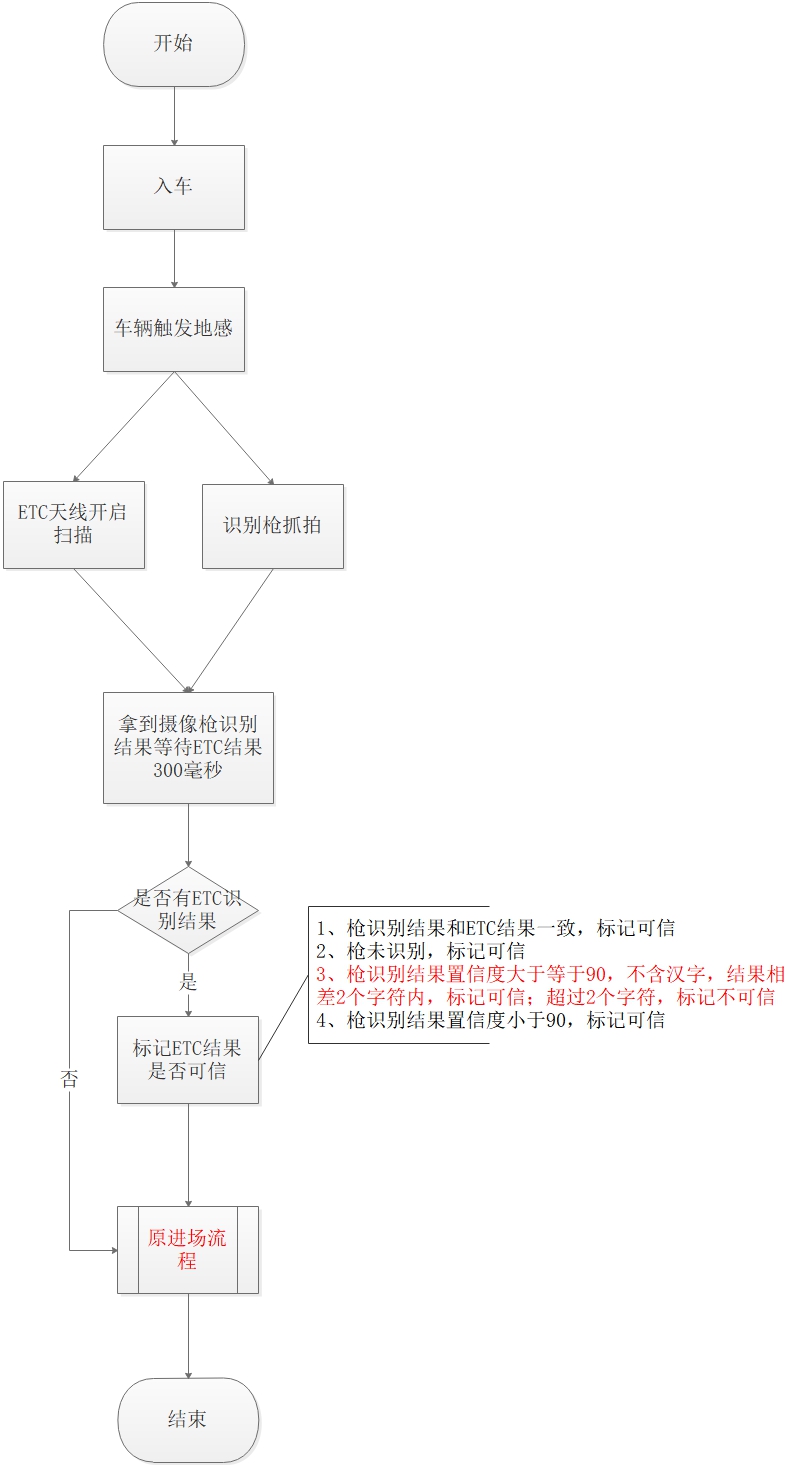 开始
入车
车辆触发地感
ETC天线开启
扫描
识别枪抓拍
拿到摄像枪识别
结果等待ETC结果
300毫秒
是否有ETC识
别结果
1、枪识别结果和ETC结果一致，标记可信
2、枪未识别，标记可信
3、枪识别结果置信度大于等于90，不含汉字，结果相
差2个字符内，标记可信；超过2个字符，标记不可信
4、枪识别结果置信度小于90，标记可信
是
标记ETC结果
是否可信
否
原进场流
程
结束